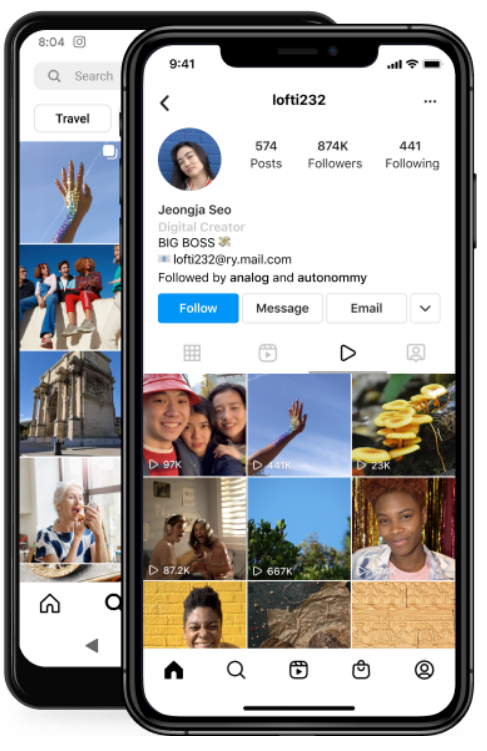 8:04
Search
Travel
9:41
lofti232
...
574 874K 441
Posts Followers Following
Jeongja Seo
Digital Creator
BIG BOSS
lofti232@ry.mail.com
Followed by analog and autonommy
Follow Message Email
97K 441K 23K
87.2K 667K